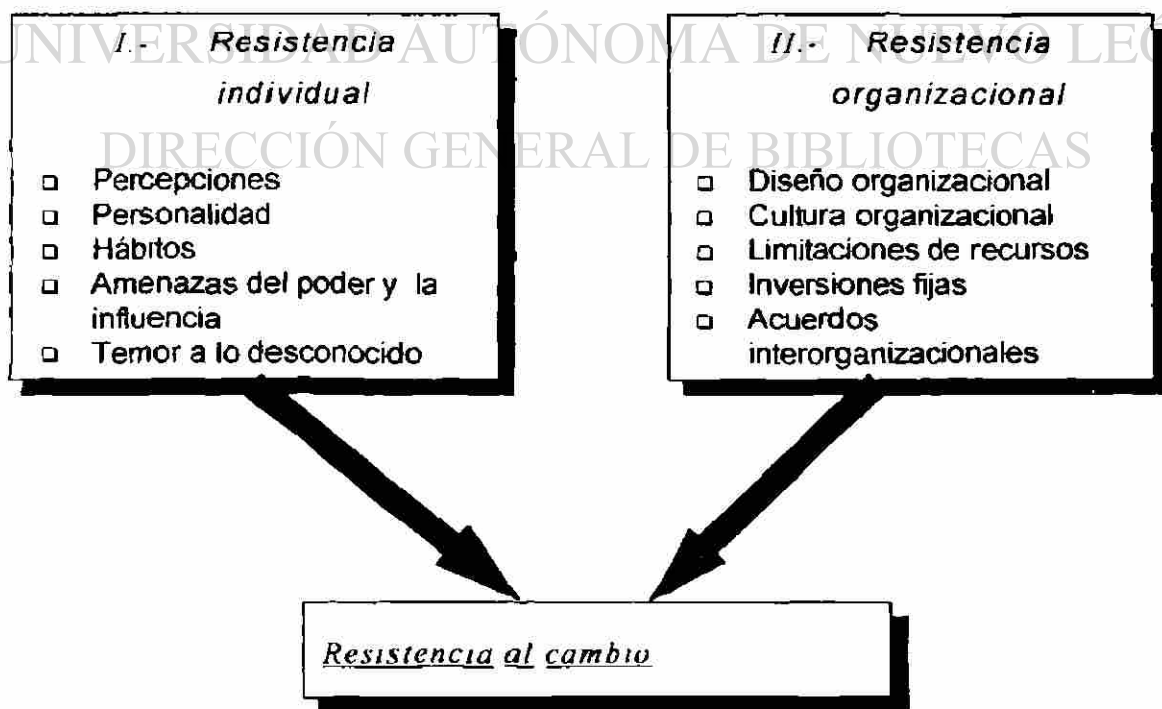 UNIVERSIDAD AUTÓNOMA DE NUEVO LEÓ
DIRECCIÓN GENERAL DE BIBLIOTECAS
I.- Resistencia
individual
▫ Percepciones
▫ Personalidad
▫ Hábitos
▫ Amenazas del poder y la
influencia
▫ Temor a lo desconocido
II.- Resistencia
organizacional
▫ Diseño organizacional
▫ Cultura organizacional
▫ Limitaciones de recursos
▫ Inversiones fijas
▫ Acuerdos
interorganizacionales
Resistencia al cambio